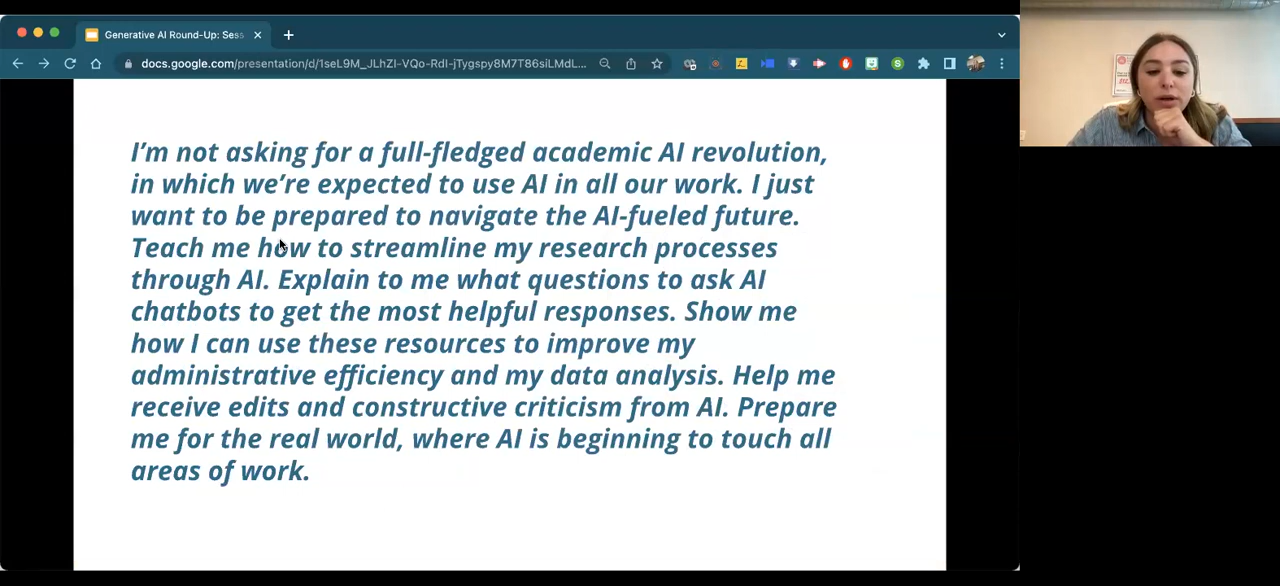 Generative AI Round-Up: Sess
docs.google.com/presentation/d/1seL9M_JLhZI-VQo-RdI-jTygspy8M7T86siLMdL...
I'm not asking for a full-fledged academic AI revolution,
in which we're expected to use AI in all our work. I just
want to be prepared to navigate the AI-fueled future.
Teach me how to streamline my research processes
through AI. Explain to me what questions to ask AI
chatbots to get the most helpful responses. Show me
how I can use these resources to improve my
administrative efficiency and my data analysis. Help me
receive edits and constructive criticism from AI. Prepare
me for the real world, where AI is beginning to touch all
areas of work.